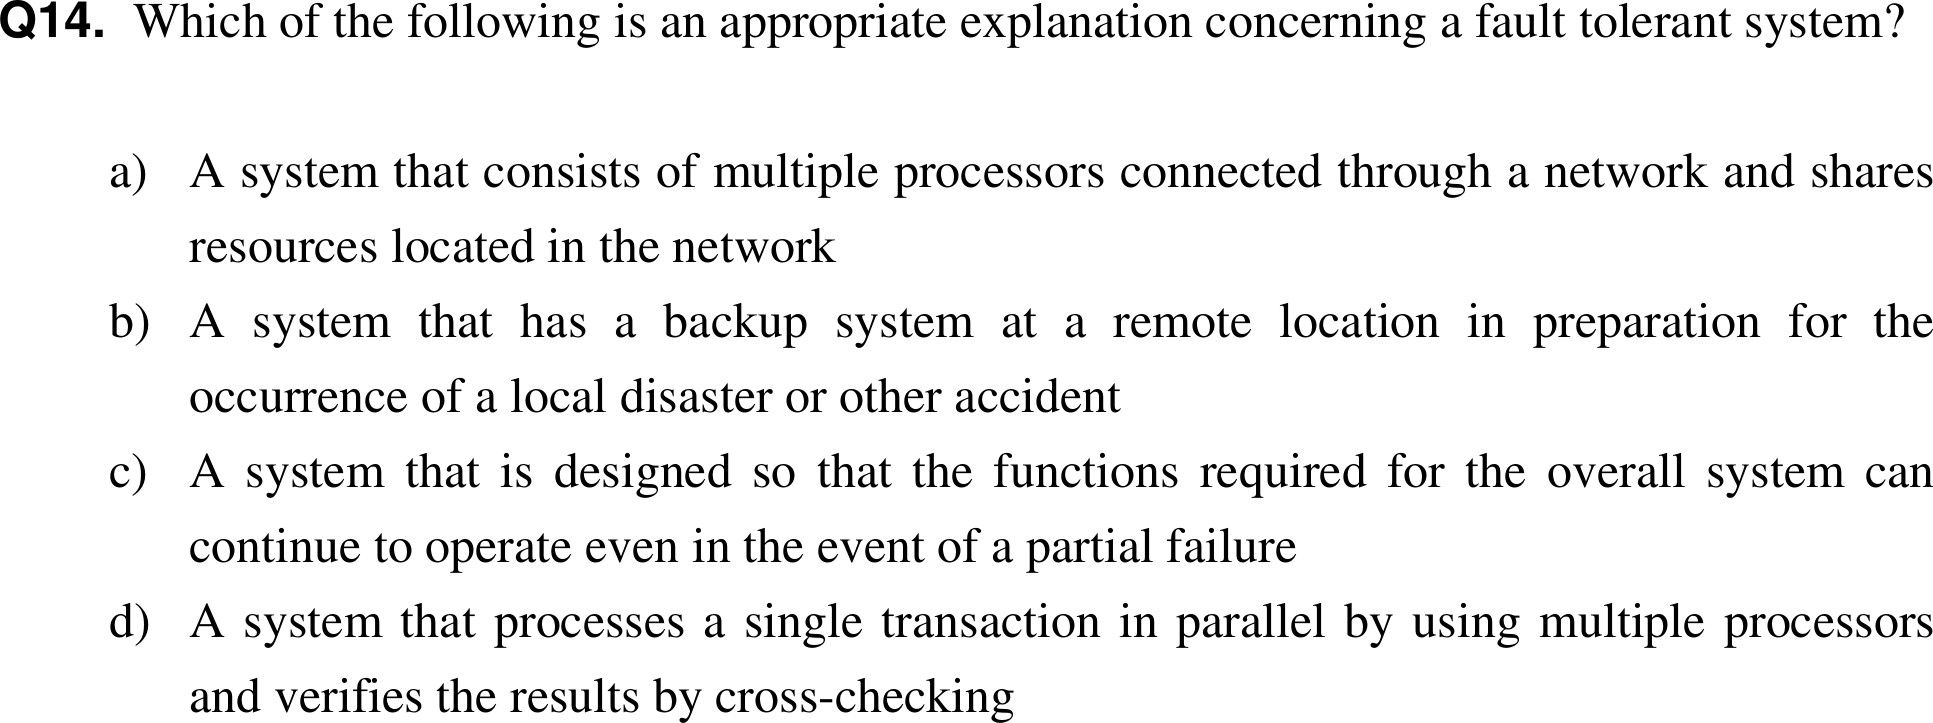 Q14. Which of the following is an appropriate explanation concerning a fault tolerant system?
a) A system that consists of multiple processors connected through a network and shares
resources located in the network
b) A system that has a backup system at a remote location in preparation for the
occurrence of a local disaster or other accident
c) A system that is designed so that the functions required for the overall system can
continue to operate even in the event of a partial failure
d) A system that processes a single transaction in parallel by using multiple processors
and verifies the results by cross-checking